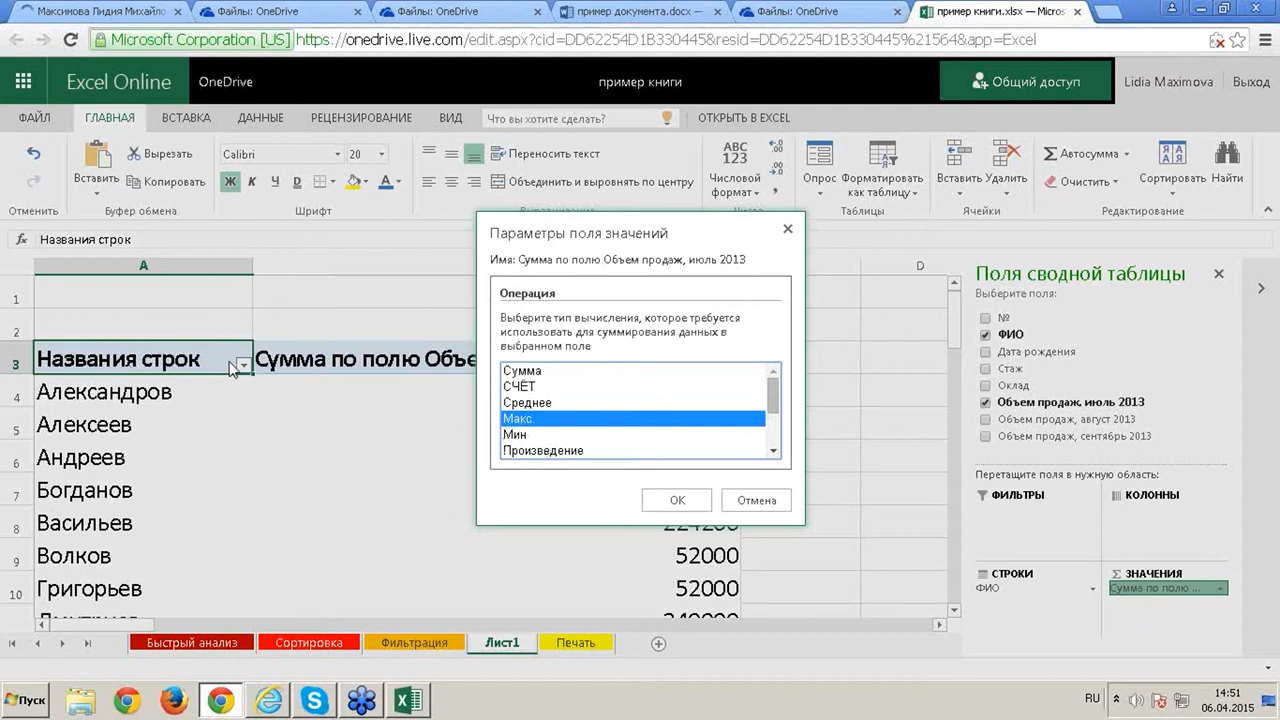 Максимова Лидия Михайло
Файлы: OneDrive
Файлы: OneDrive
пример документа.docx —
Файлы: OneDrive
пример книги.xlsx — Micros
Microsoft Corporation [US]
https://onedrive.live.com/edit.aspx?cid=DD62254D1B330445&resid=DD62254D1B330445%21564&app=Excel
Excel Online
OneDrive
пример книги
Общий доступ
Lidia Maximova
Выход
ФАЙЛ
ГЛАВНАЯ
ВСТАВКА
ДАННЫЕ
РЕЦЕНЗИРОВАНИЕ
ВИД
Что вы хотите сделать?
ОТКРЫТЬ В EXCEL
Вставить
Вырезать
Копировать
Calibri
20
Ж
К
Ч
Переносить текст
Объединить и выровнять по центру
ABC
123
Числовой
формат
Опрос
Форматировать
как таблицу
Вставить
Удалить
Автосумма
Очистить
Сортировать
Найти
Отменить
Буфер обмена
Шрифт
Таблицы
Ячейки
Редактирование
fx
Названия строк
A
D
1
2
3
Названия строк
Сумма по полю Объе
4
Александров
5
Алексеев
6
Андреев
7
Богданов
8
Васильев
224200
9
Волков
52000
10
Григорьев
52000
Параметры поля значений
Имя: Сумма по полю Объем продаж, июль 2013
Операция
Выберите тип вычисления, которое требуется
использовать для суммирования данных в
выбранном поле
Сумма
СЧЁТ
Среднее
Макс.
Мин
Произведение
OK
Отмена
Поля сводной таблицы
Выберите поля:
№
ФИО
Дата рождения
Стаж
Оклад
Объем продаж, июль 2013
Объем продаж, август 2013
Объем продаж, сентябрь 2013
Перетащите поля в нужную область:
ФИЛЬТРЫ
КОЛОННЫ
СТРОКИ
ФИО
ЗНАЧЕНИЯ
Сумма по полю ...
Быстрый анализ
Сортировка
Фильтрация
Лист1
Печать
Пуск
RU
14:51
06.04.2015